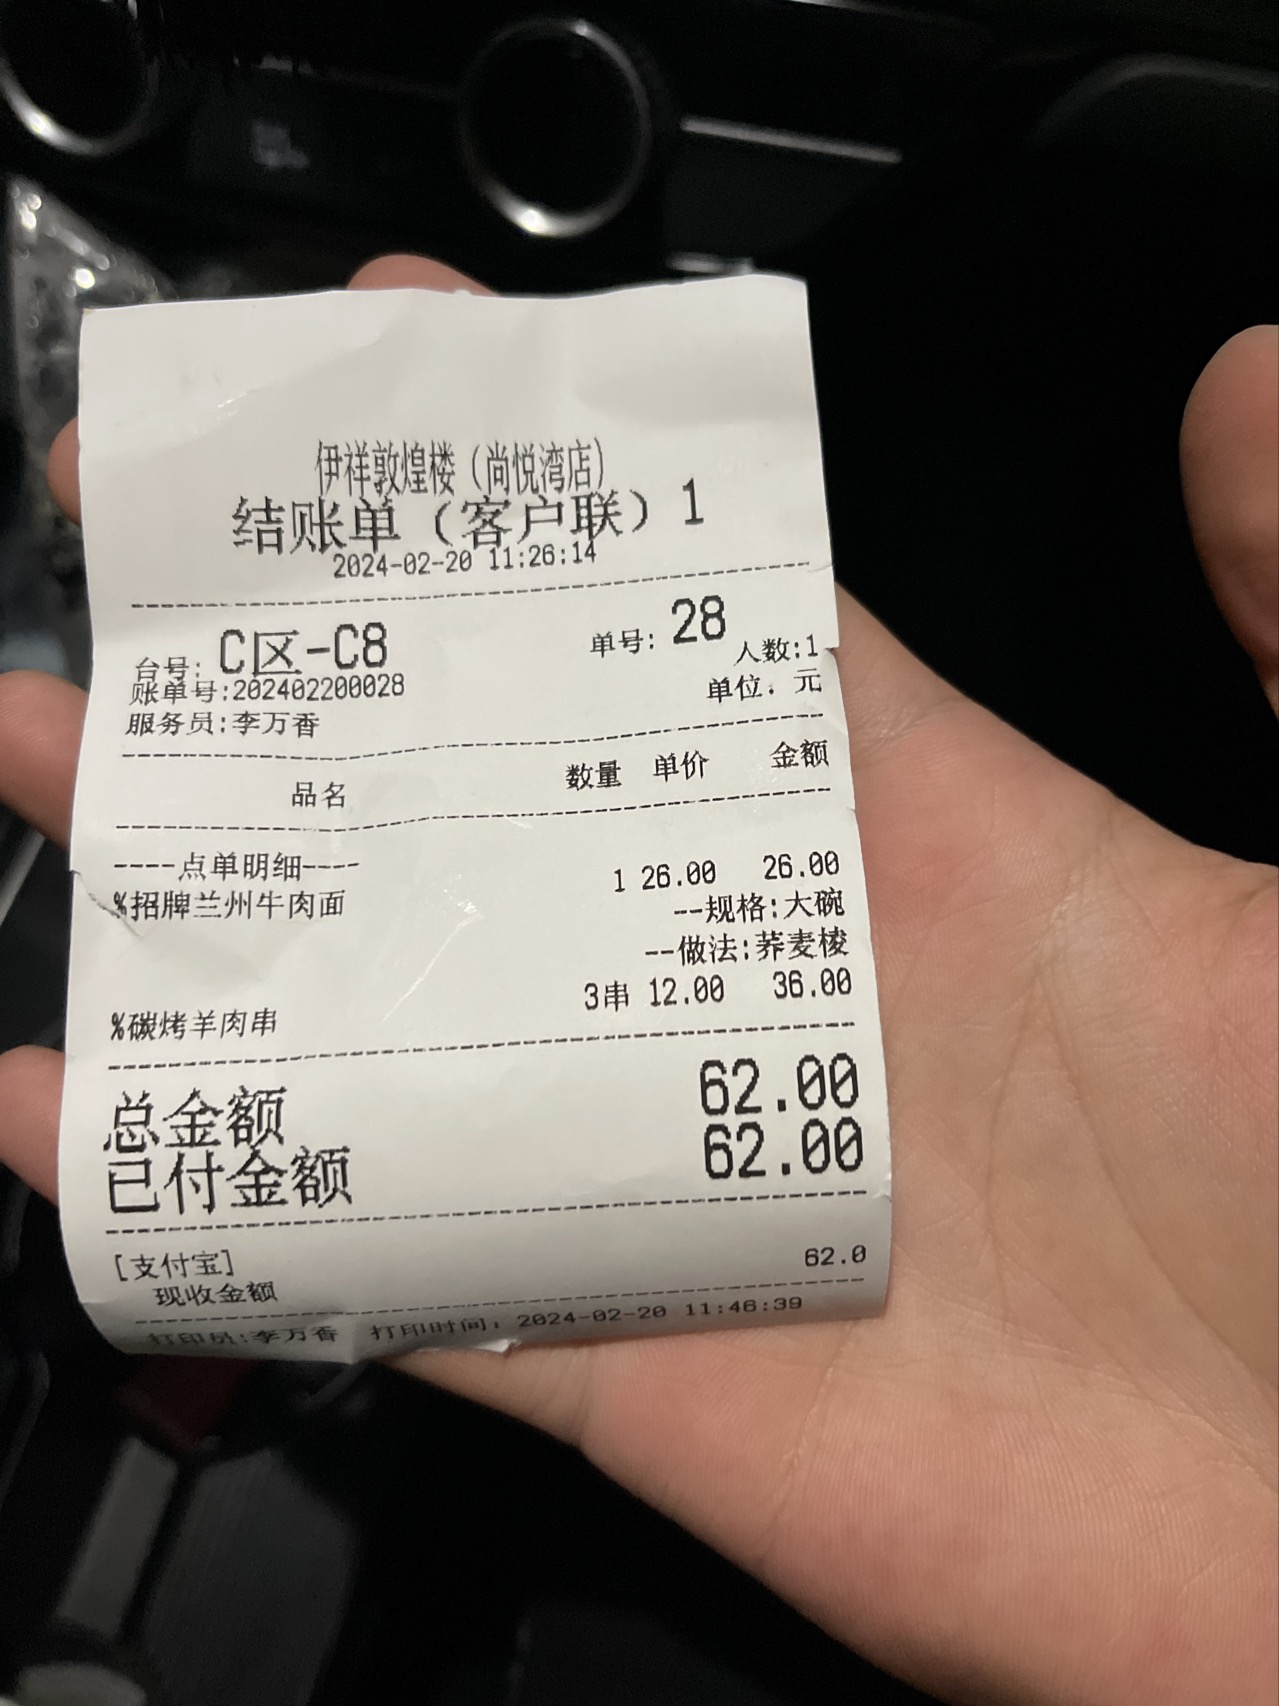 伊祥敦煌楼（尚悦湾店）
结账单（客户联）1
2024-02-20 11:26:14
台号: C区-C8 单号: 28 人数:1
账单号:202402200028 单位: 元
服务员:李万香
品名 数量 单价 金额
----点单明细----
%招牌兰州牛肉面 1 26.00 26.00
--规格:大碗
--做法:荞麦棱
%碳烤羊肉串 3串 12.00 36.00
总金额 62.00
已付金额 62.00
[支付宝]
现收金额 62.0
打印员:李万香 打印时间: 2024-02-20 11:46:39